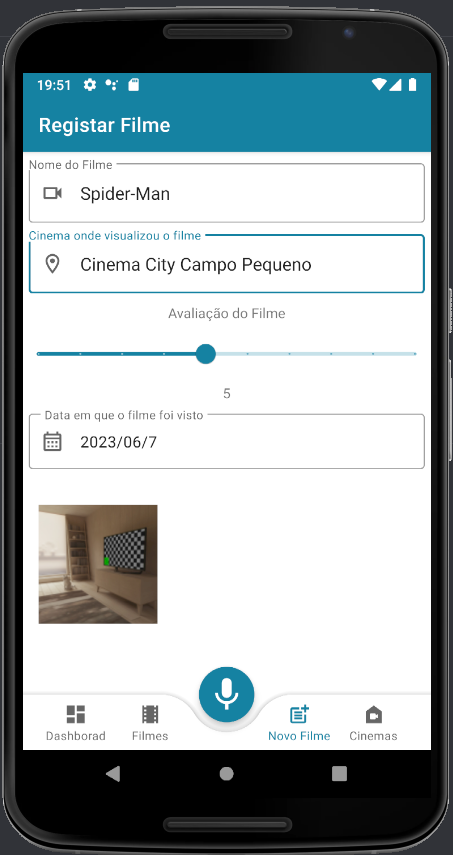 19:51
Registar Filme
Nome do Filme
Spider-Man
Cinema onde visualizou o filme
Cinema City Campo Pequeno
Avaliação do Filme
5
Data em que o filme foi visto
2023/06/7
Dashborad
Filmes
Novo Filme
Cinemas